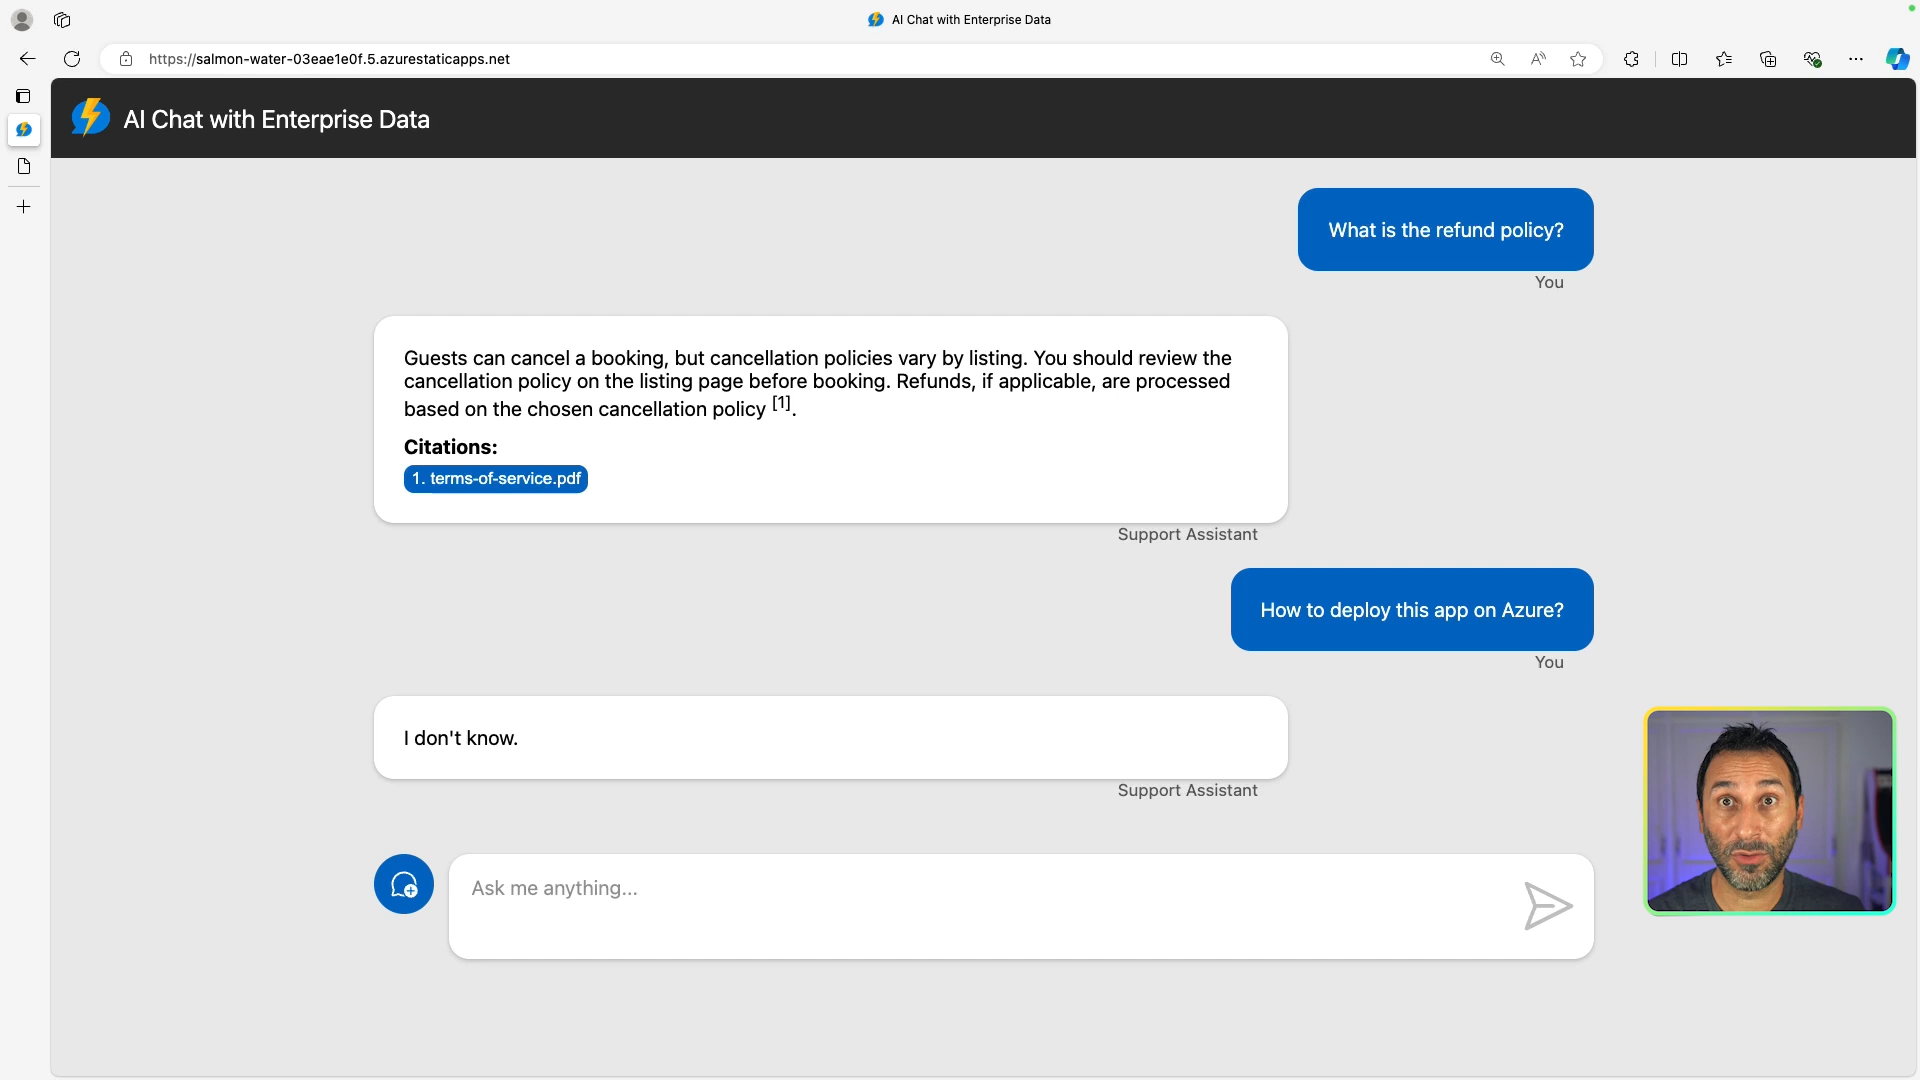 AI Chat with Enterprise Data
https://salmon-water-03eae1e0f.5.azurestaticapps.net
AI Chat with Enterprise Data
What is the refund policy?
You
Guests can cancel a booking, but cancellation policies vary by listing. You should review the
cancellation policy on the listing page before booking. Refunds, if applicable, are processed
based on the chosen cancellation policy [1].
Citations:
1. terms-of-service.pdf
Support Assistant
How to deploy this app on Azure?
You
I don't know.
Support Assistant
Ask me anything...